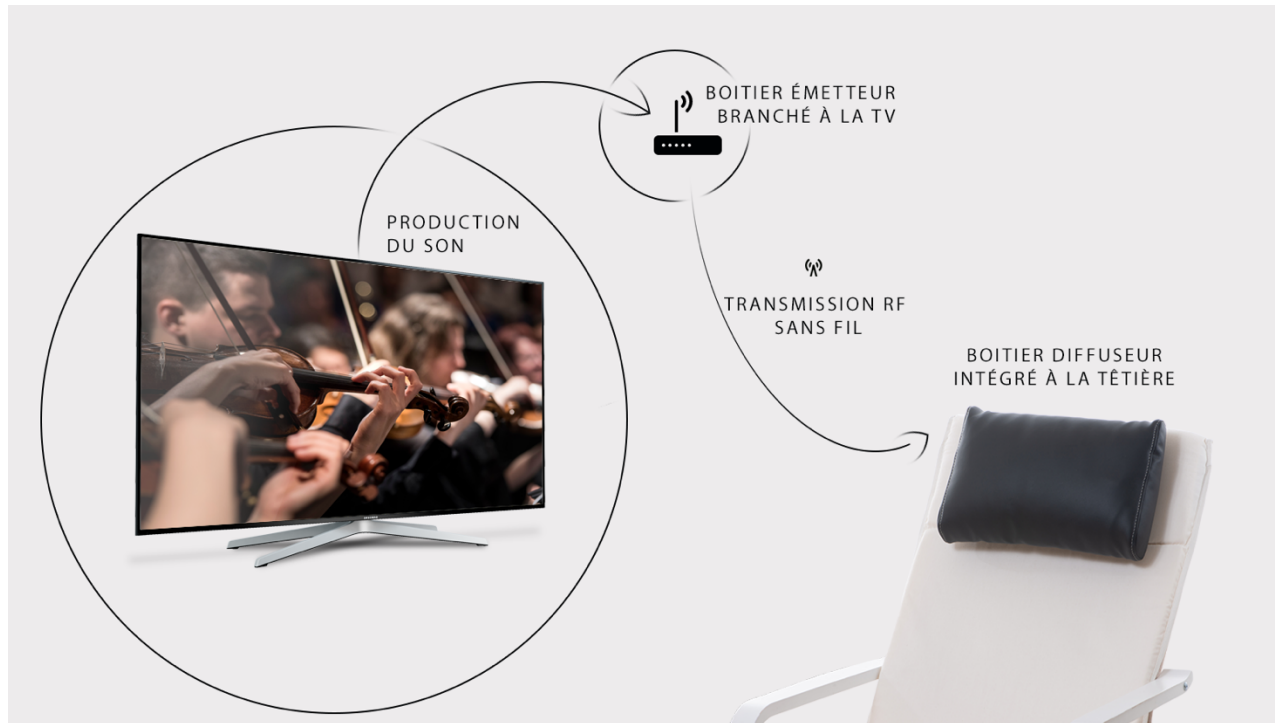 BOITIER ÉMETTEUR
BRANCHÉ À LA TV
PRODUCTION
DU SON
TRANSMISSION RF
SANS FIL
BOITIER DIFFUSEUR
INTÉGRÉ À LA TÊTIÈRE